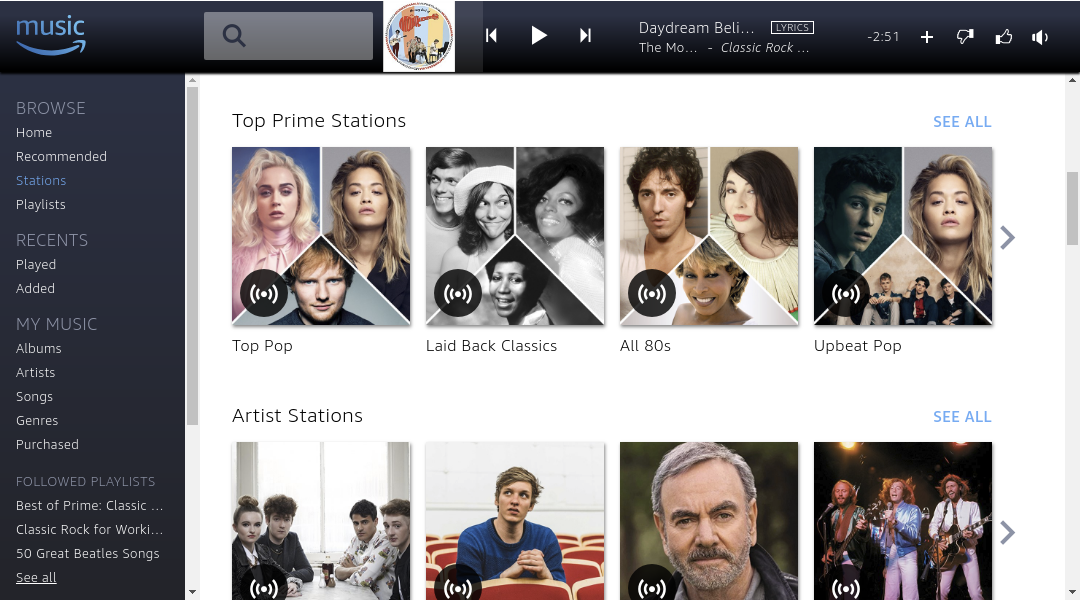 music
Daydream Beli... LYRICS
The Mo... - Classic Rock ...
-2:51
BROWSE
Home
Recommended
Stations
Playlists
RECENTS
Played
Added
MY MUSIC
Albums
Artists
Songs
Genres
Purchased
FOLLOWED PLAYLISTS
Best of Prime: Classic ...
Classic Rock for Worki...
50 Great Beatles Songs
See all
Top Prime Stations
SEE ALL
Top Pop
Laid Back Classics
All 80s
Upbeat Pop
Artist Stations
SEE ALL